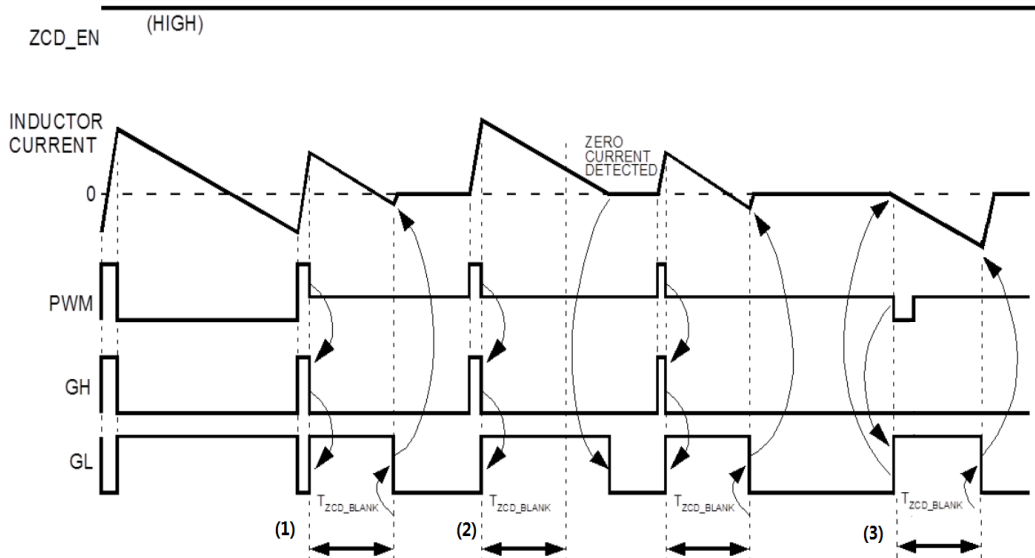 (HIGH)
ZCD_EN
INDUCTOR
CURRENT
ZERO
CURRENT
DETECTED
0
PWM
GH
GL
TZCD_BLANK
TZCD_BLANK
TZCD_BLANK
TZCD_BLANK
(1)
(2)
(3)